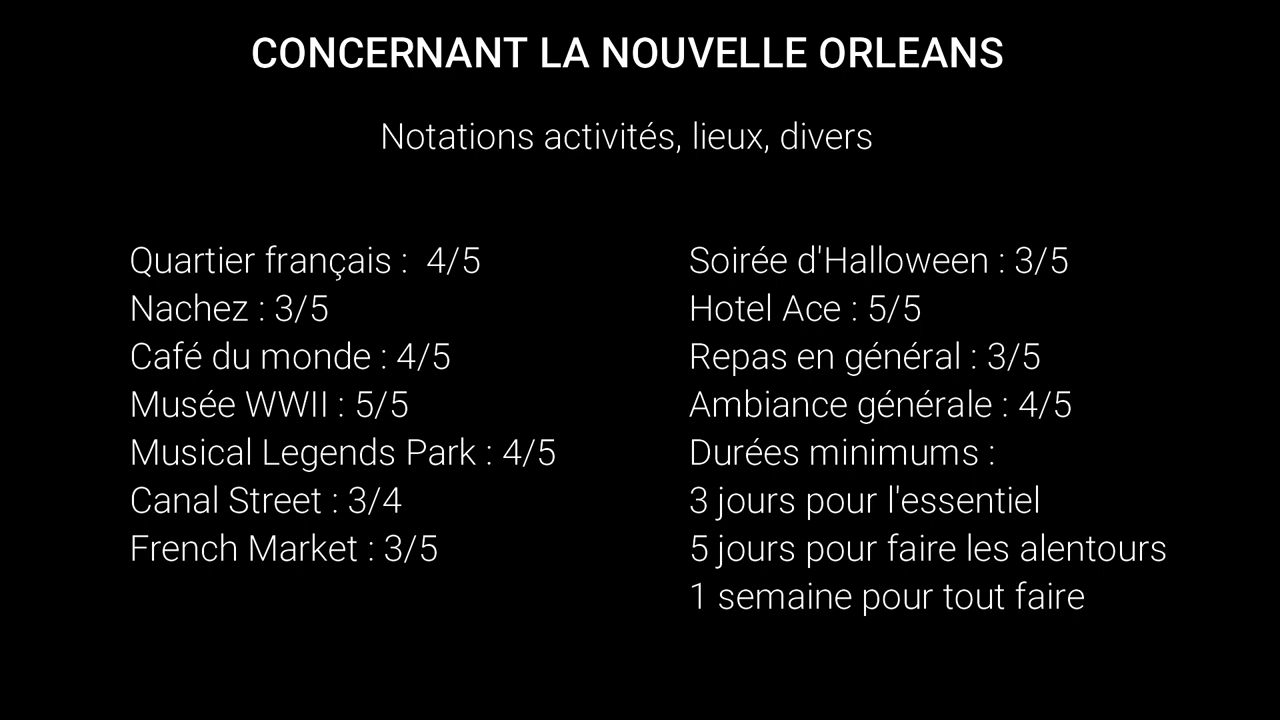 CONCERNANT LA NOUVELLE ORLEANS
Notations activités, lieux, divers
Quartier français :  4/5
Nachez : 3/5
Café du monde : 4/5
Musée WWII : 5/5
Musical Legends Park : 4/5
Canal Street : 3/4
French Market : 3/5
Soirée d'Halloween : 3/5
Hotel Ace : 5/5
Repas en général : 3/5
Ambiance générale : 4/5
Durées minimums :
3 jours pour l'essentiel
5 jours pour faire les alentours
1 semaine pour tout faire